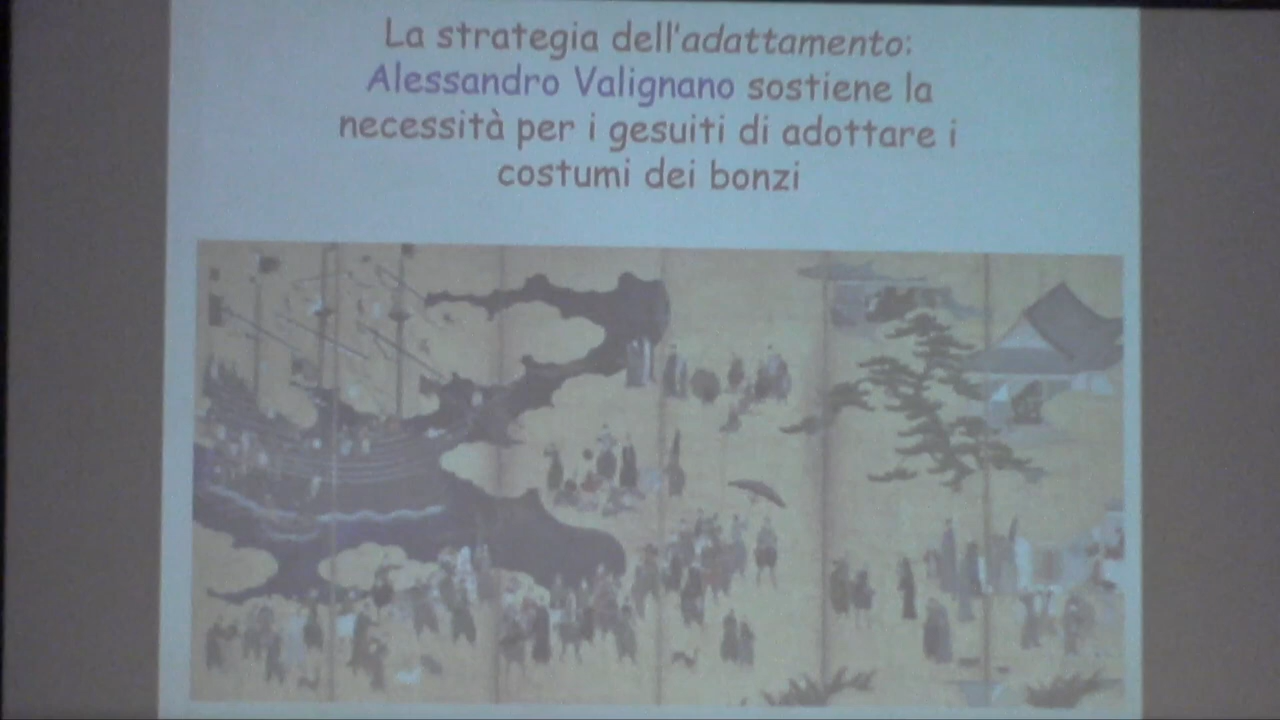 La strategia dell'adattamento:
Alessandro Valignano sostiene la
necessità per i gesuiti di adottare i
costumi dei bonzi